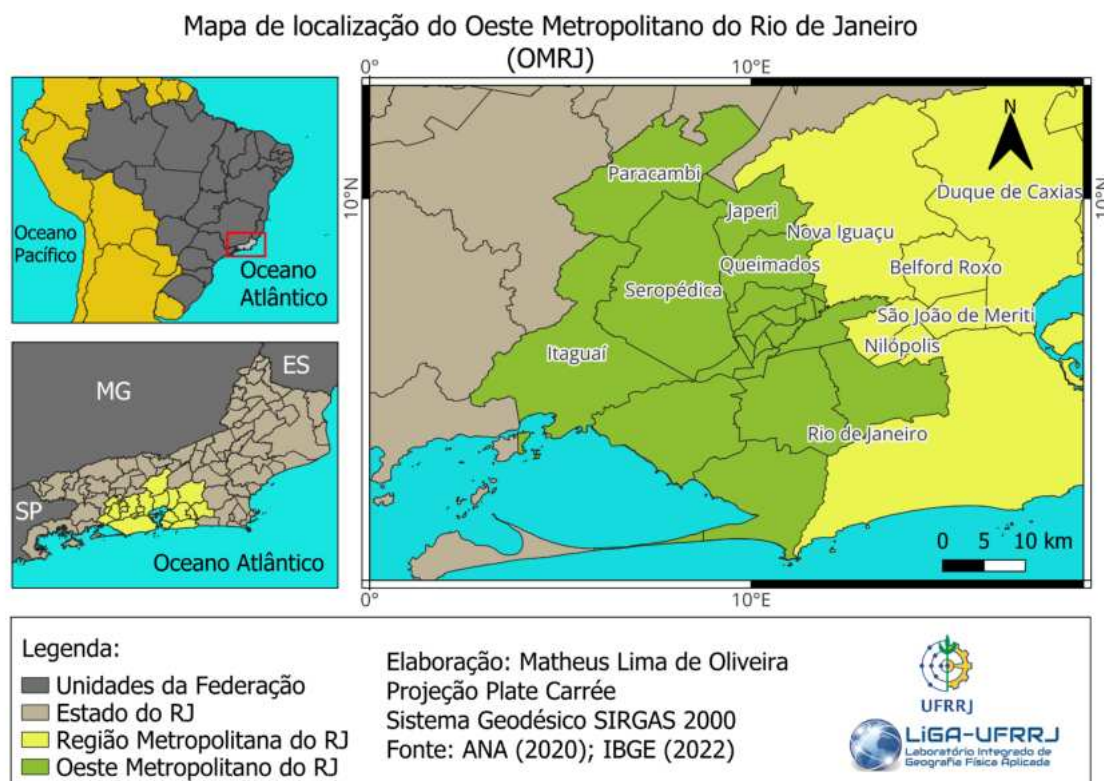 Mapa de localização do Oeste Metropolitano do Rio de Janeiro
(OMRJ)
Oceano
Pacífico
Oceano
Atlântico
MG
ES
SP
Oceano Atlântico
0°
10°E
10°N
10°N
N
Paracambi
Japeri
Duque de Caxias
Nova Iguaçu
Queimados
Belford Roxo
Seropédica
São João de Meriti
Nilópolis
Itaguaí
Rio de Janeiro
0 5 10 km
0°
10°E
Legenda:
Unidades da Federação
Estado do RJ
Região Metropolitana do RJ
Oeste Metropolitano do RJ
Elaboração: Matheus Lima de Oliveira
Projeção Plate Carrée
Sistema Geodésico SIRGAS 2000
Fonte: ANA (2020); IBGE (2022)
UFRRJ
LiGA-UFRRJ
Laboratório Integrado de
Geografia Física Aplicada